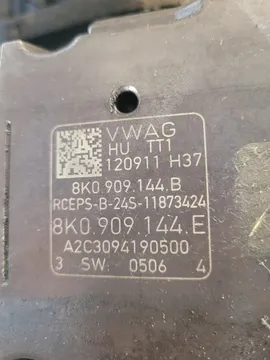 VWAG
HU TT1
120911 H37
8K0.909.144.B
RCEPS-B-24S-11873424
8K0.909.144.E
A2C3094190500
3 SW 0506 4